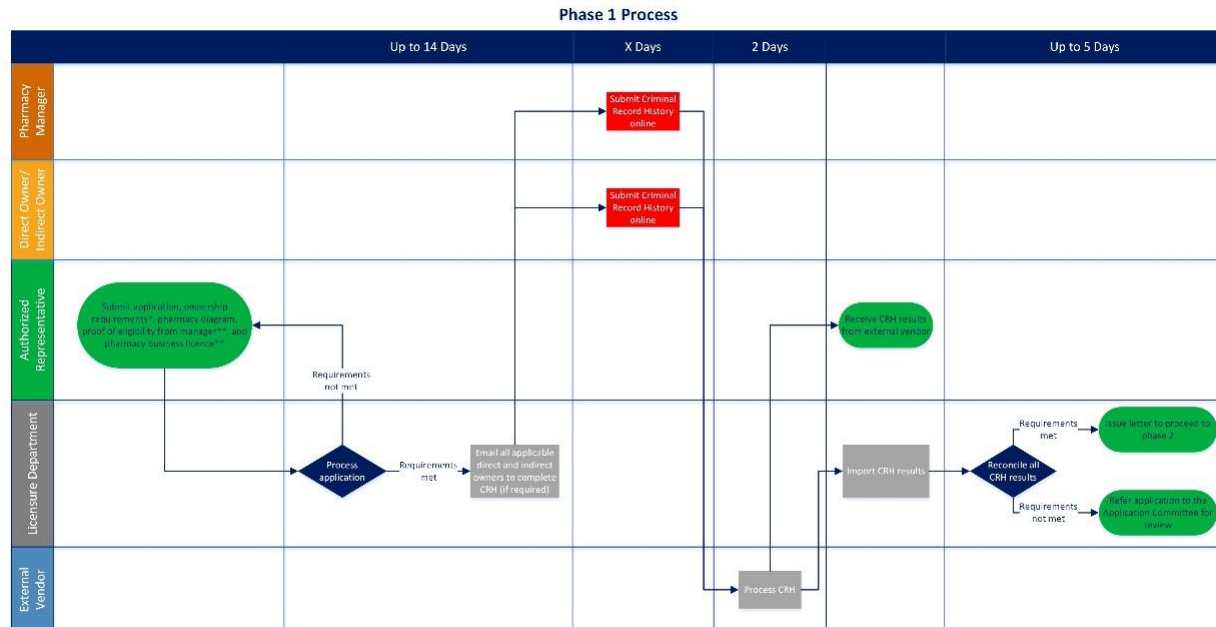 Phase 1 Process
Up to 14 Days
X Days
2 Days
Up to 5 Days
Pharmacy
Manager
Submit Criminal
Record History
online
Direct Owner/
Indirect Owner
Submit Criminal
Record History
online
Authorized
Representative
Submit application, ownership
requirements*, pharmacy diagram,
proof of eligibility from manager**, and
pharmacy business licence**
Requirements
not met
Receive CRH results
from external vendor
Licensure Department
Process
application
Requirements
met
Email all applicable
direct and indirect
owners to complete
CRH (if required)
Import CRH results
Reconcile all
CRH results
Requirements
met
Issue letter to proceed to
phase 2
Requirements
not met
Refer application to the
Application Committee for
review
External
Vendor
Process CRH